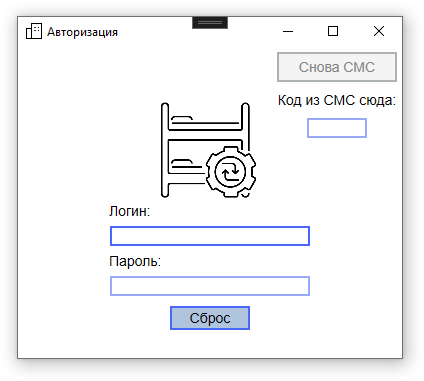 Авторизация
Снова СМС
Код из СМС сюда:
Логин:
Пароль:
Сброс